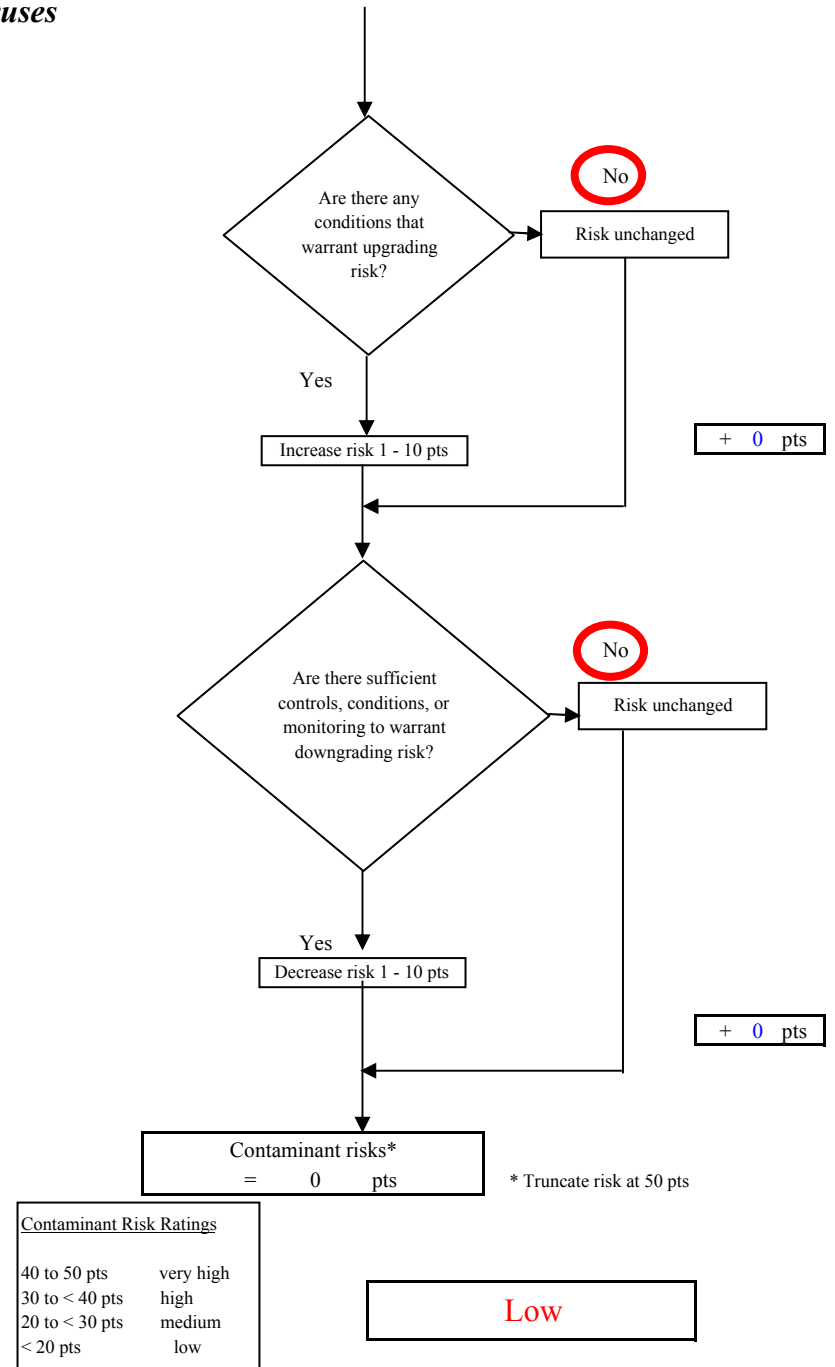 No
Are there any
conditions that
warrant upgrading
risk?
Risk unchanged
Yes
Increase risk 1 - 10 pts
+ 0 pts
No
Are there sufficient
controls, conditions, or
monitoring to warrant
downgrading risk?
Risk unchanged
Yes
Decrease risk 1 - 10 pts
+ 0 pts
Contaminant risks*
= 0 pts
* Truncate risk at 50 pts
Contaminant Risk Ratings
40 to 50 pts very high
30 to < 40 pts high
20 to < 30 pts medium
< 20 pts low
Low